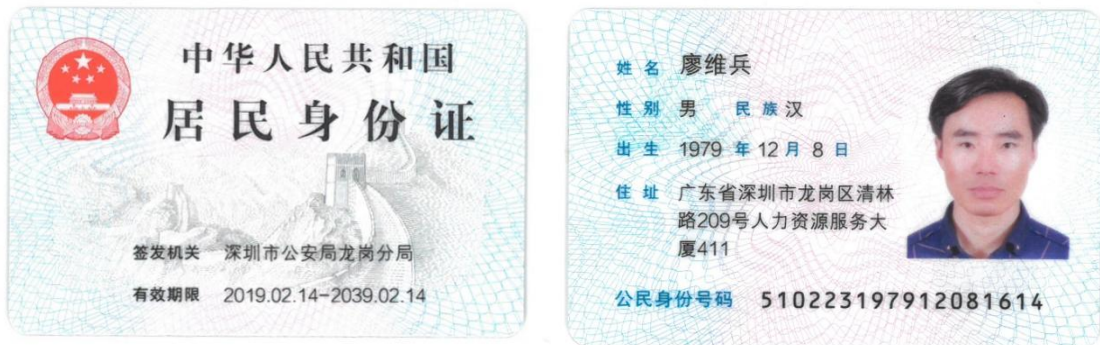 中华人民共和国
居民身份证
签发机关 深圳市公安局龙岗分局
有效期限 2019.02.14-2039.02.14
姓名 廖维兵
性别 男 民族 汉
出生 1979 年 12 月 8 日
住址 广东省深圳市龙岗区清林
路209号人力资源服务大
厦411
公民身份号码 510223197912081614